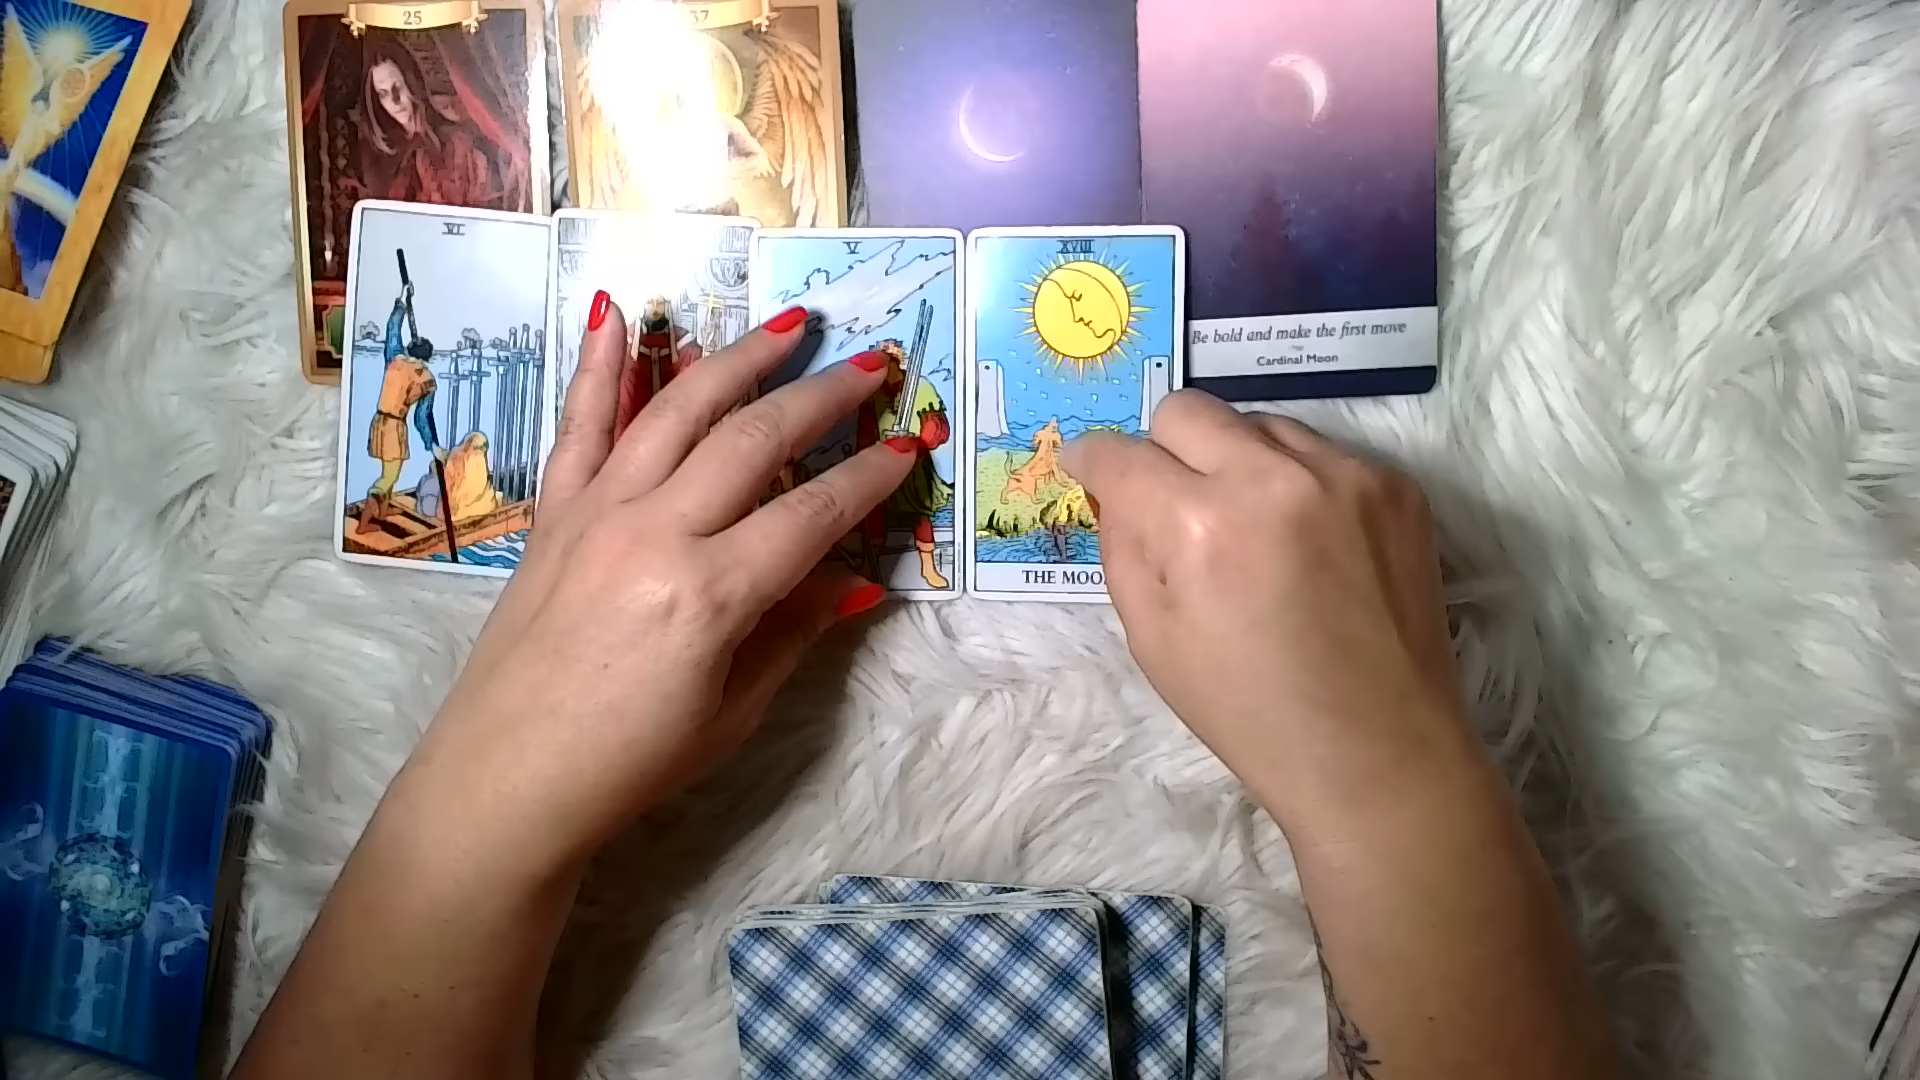 25
37
VI
V
XVIII
Be bold and make the first move
Cardinal Moon
THE MOO